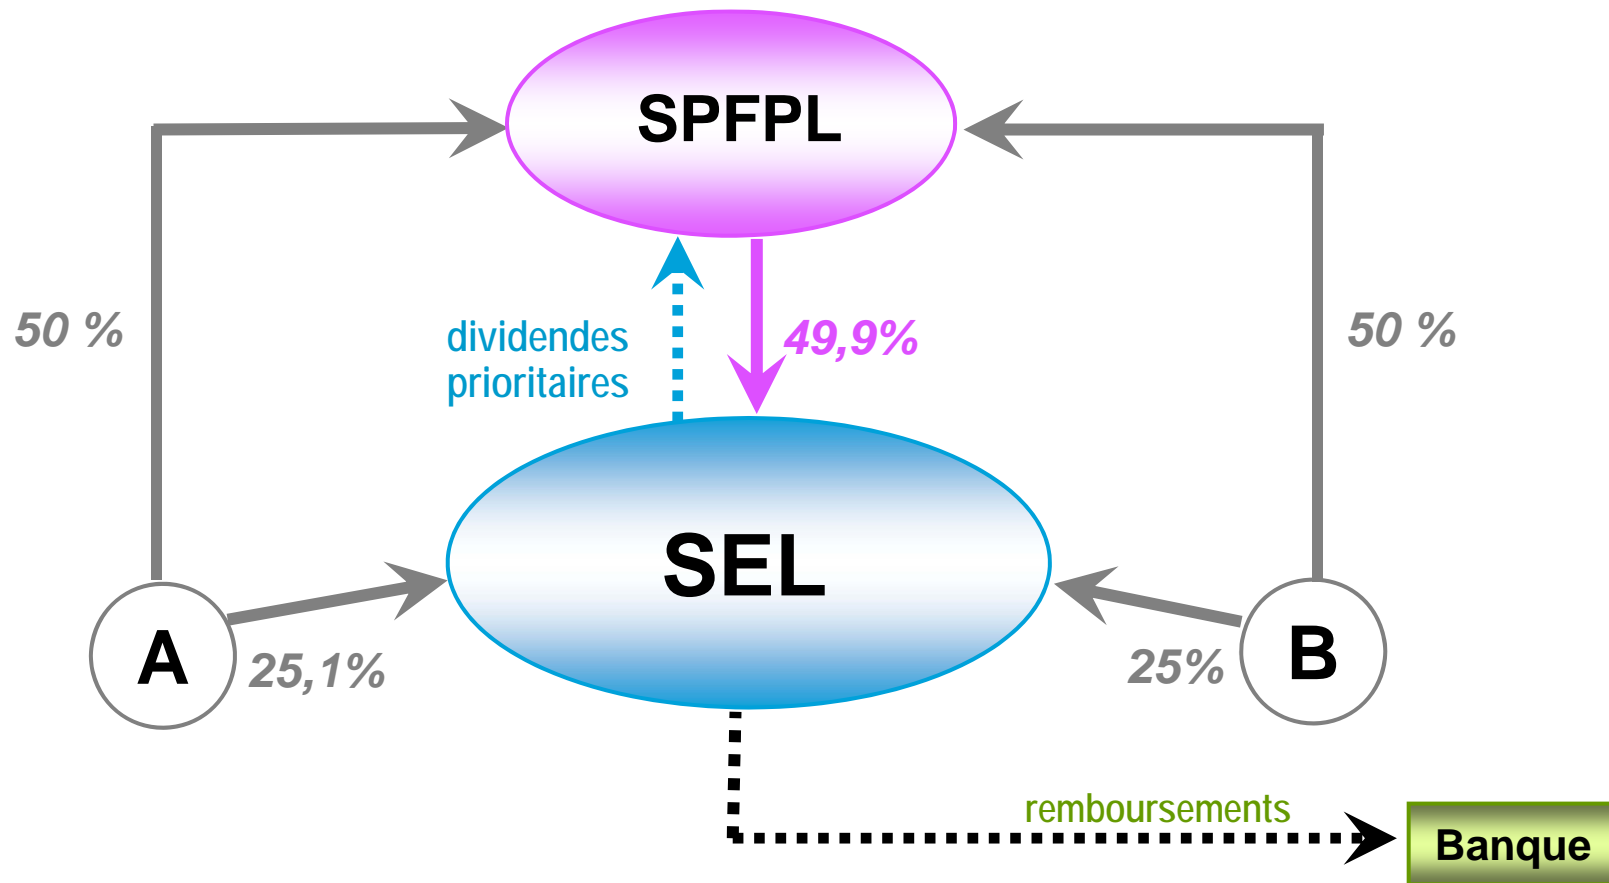 SPFPL
50 %
dividendes
prioritaires
49,9%
50 %
SEL
A
25,1%
25%
B
remboursements
Banque